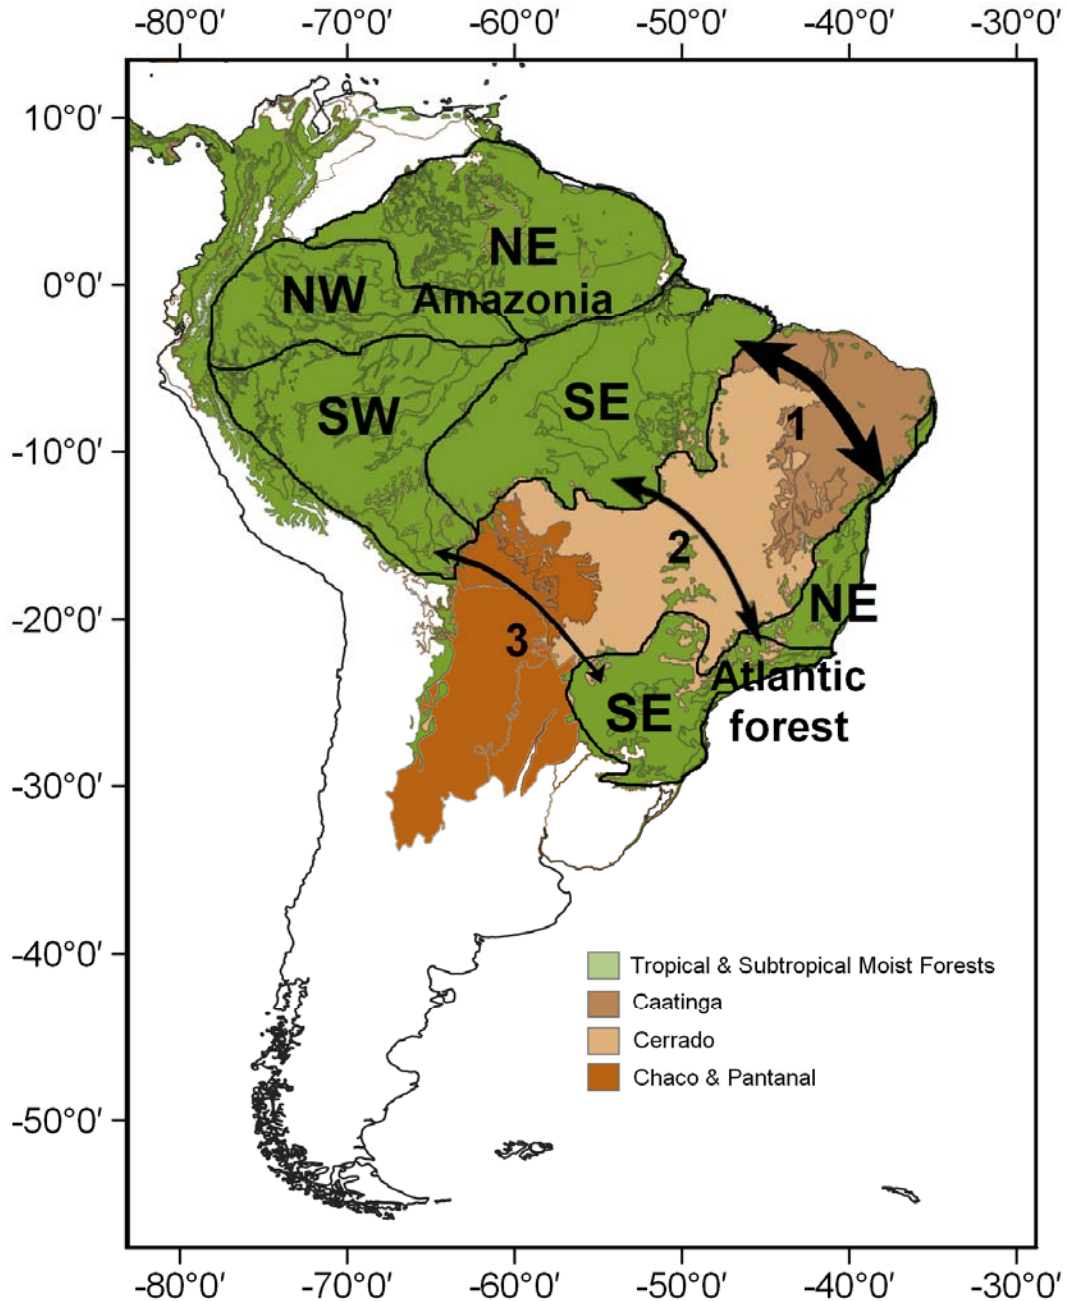 -80°0′ -70°0′ -60°0′ -50°0′ -40°0′ -30°0′
10°0′
0°0′
-10°0′
-20°0′
-30°0′
-40°0′
-50°0′
NE
NW
Amazonia
SW
SE
1
2
NE
3
Atlantic
SE
forest
Tropical & Subtropical Moist Forests
Caatinga
Cerrado
Chaco & Pantanal
-80°0′ -70°0′ -60°0′ -50°0′ -40°0′ -30°0′